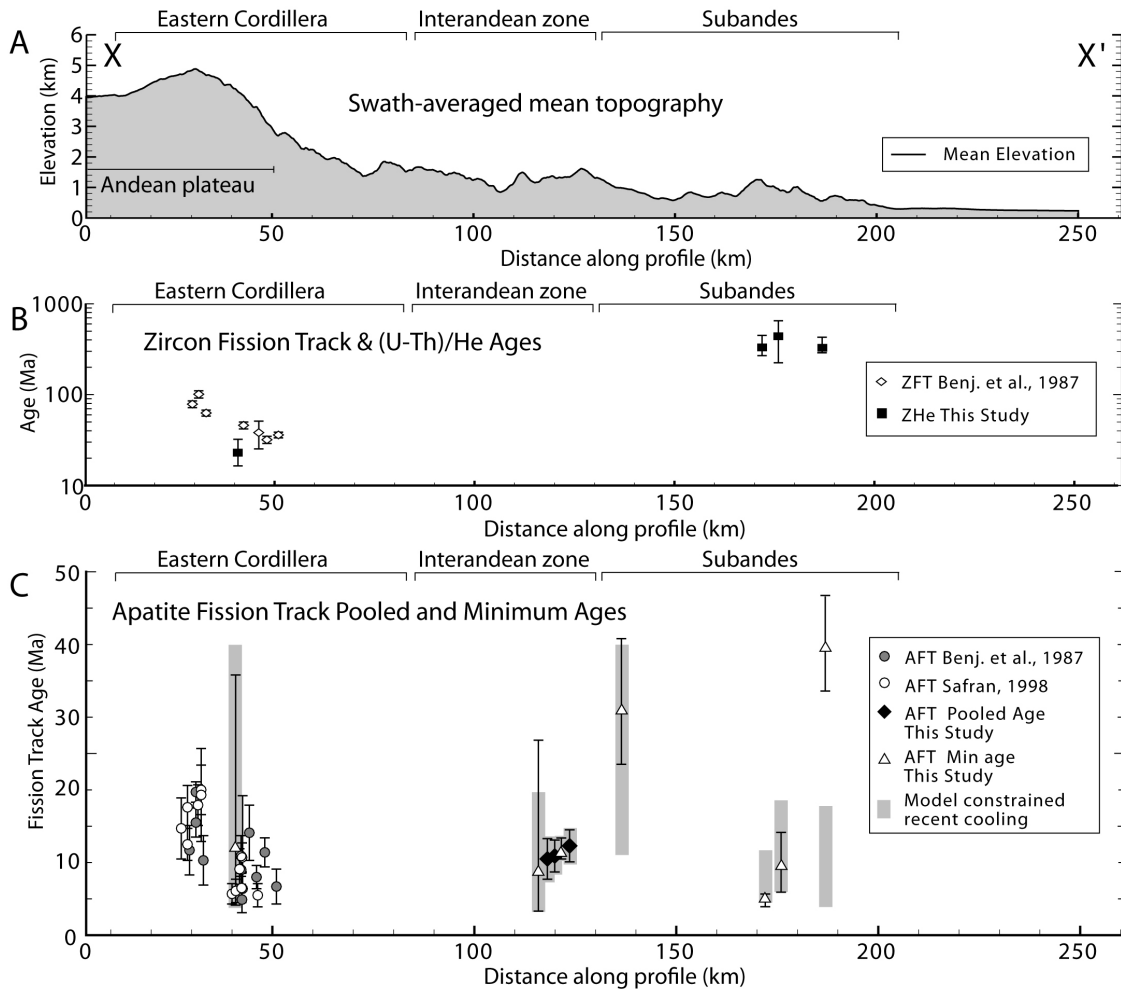 A
Eastern Cordillera
Interandean zone
Subandes
X
X'
Elevation (km)
6
5
4
3
2
1
0
Swath-averaged mean topography
Mean Elevation
Andean plateau
0
50
100
150
200
250
Distance along profile (km)
B
Eastern Cordillera
Interandean zone
Subandes
Age (Ma)
1000
100
10
Zircon Fission Track & (U-Th)/He Ages
ZFT Benj. et al., 1987
ZHe This Study
0
50
100
150
200
250
Distance along profile (km)
C
Eastern Cordillera
Interandean zone
Subandes
Fission Track Age (Ma)
50
40
30
20
10
0
Apatite Fission Track Pooled and Minimum Ages
AFT Benj. et al., 1987
AFT Safran, 1998
AFT Pooled Age
This Study
AFT Min age
This Study
Model constrained
recent cooling
0
50
100
150
200
250
Distance along profile (km)